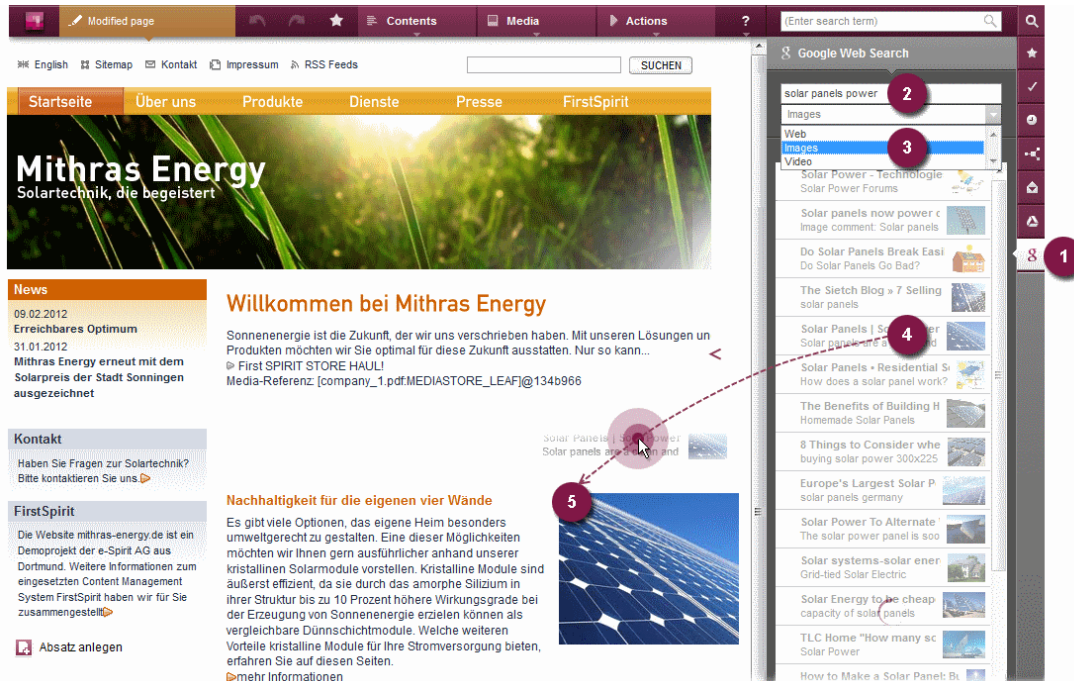 Modified page
Contents
Media
Actions
?
(Enter search term)
English
Sitemap
Kontakt
Impressum
RSS Feeds
SUCHEN
Startseite
Über uns
Produkte
Dienste
Presse
FirstSpirit
Mithras Energy
Solartechnik, die begeistert
News
09.02.2012
Erreichbares Optimum
31.01.2012
Mithras Energy erneut mit dem
Solarpreis der Stadt Sonningen
ausgezeichnet
Kontakt
Haben Sie Fragen zur Solartechnik?
Bitte kontaktieren Sie uns.
FirstSpirit
Die Website mithras-energy.de ist ein
Demoprojekt der e-Spirit AG aus
Dortmund. Weitere Informationen zum
eingesetzten Content Management
System FirstSpirit haben wir für Sie
zusammengestellt
Absatz anlegen
Willkommen bei Mithras Energy
Sonnenenergie ist die Zukunft, der wir uns verschrieben haben. Mit unseren Lösungen un
Produkten möchten wir Sie optimal für diese Zukunft ausstatten. Nur so kann...
First SPIRIT STORE HAUL!
Media-Referenz: [company_1.pdf:MEDIASTORE_LEAF]@134b966
Solar Panels | Power
Solar panels are a and
Nachhaltigkeit für die eigenen vier Wände
Es gibt viele Optionen, das eigene Heim besonders
umweltgerecht zu gestalten. Eine dieser Möglichkeiten
möchten wir Ihnen gern ausführlicher anhand unserer
kristallinen Solarmodule vorstellen. Kristalline Module sind
äußerst effizient, da sie durch das amorphe Silizium in
ihrer Struktur bis zu 10 Prozent höhere Wirkungsgrade bei
der Erzeugung von Sonnenenergie erzielen können als
vergleichbare Dünnschichtmodule. Welche weiteren
Vorteile kristalline Module für Ihre Stromversorgung bieten,
erfahren Sie auf diesen Seiten.
mehr Informationen
5
8 Google Web Search
solar panels power
2
Images
Web
Images
Video
3
Solar Power - Technologie
Solar Power Forums
Solar panels now power c
Image comment: Solar panels
Do Solar Panels Break Easi
Do Solar Panels Go Bad?
The Sietch Blog » 7 Selling
solar panels
Solar Panels |
Solar panels are and
4
Solar Panels • Residential S
How does a solar panel work?
The Benefits of Building H
Homemade Solar Panels
8 Things to Consider whe
buying solar power 300x225
Europe's Largest Solar P
solar panels germany
Solar Power To Alternate
The solar power panel is soo
Solar systems-solar ener
Grid-tied Solar Electric
Solar Energy to be cheap
capacity of solar panels
TLC Home "How many sc
Solar Power
How to Make a Solar Panel: Bu
8
1